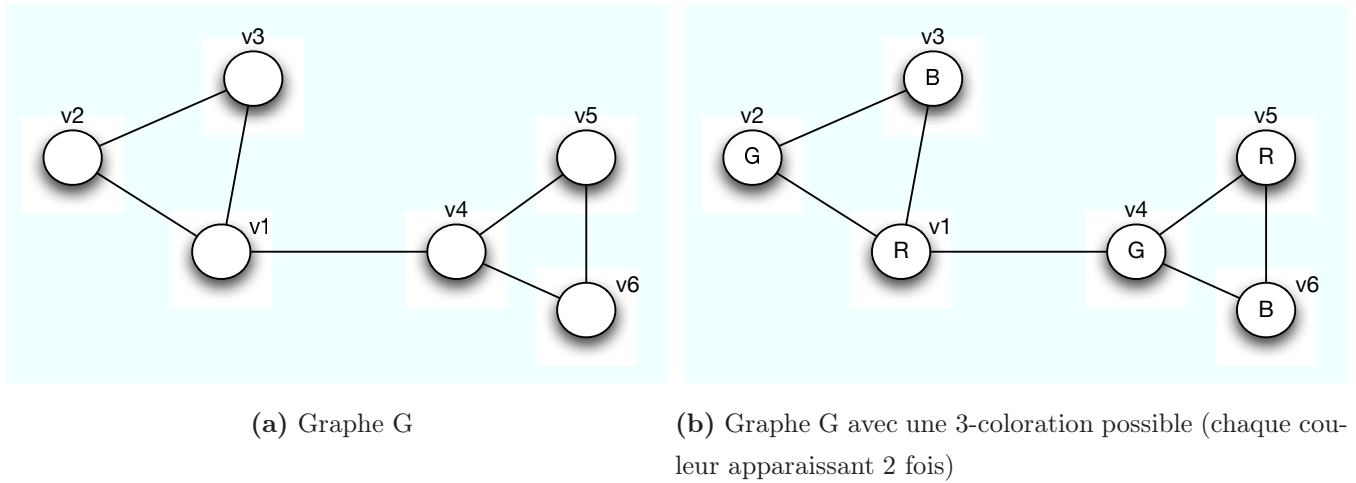 v3
v2
v1
v4
v5
v6
(a) Graphe G
v3
B
v2
G
v1
R
v4
G
v5
R
v6
B
(b) Graphe G avec une 3-coloration possible (chaque cou-
leur apparaissant 2 fois)